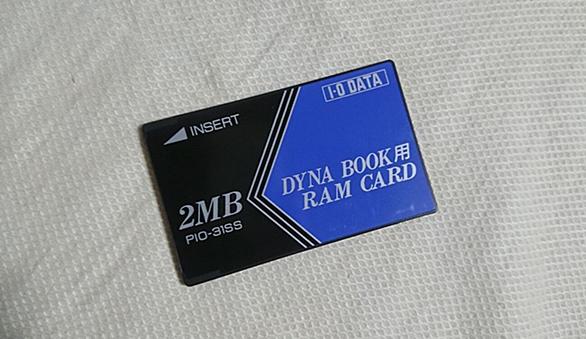 I·O DATA
INSERT
DYNA BOOK用
RAM CARD
2MB
PIO-31SS